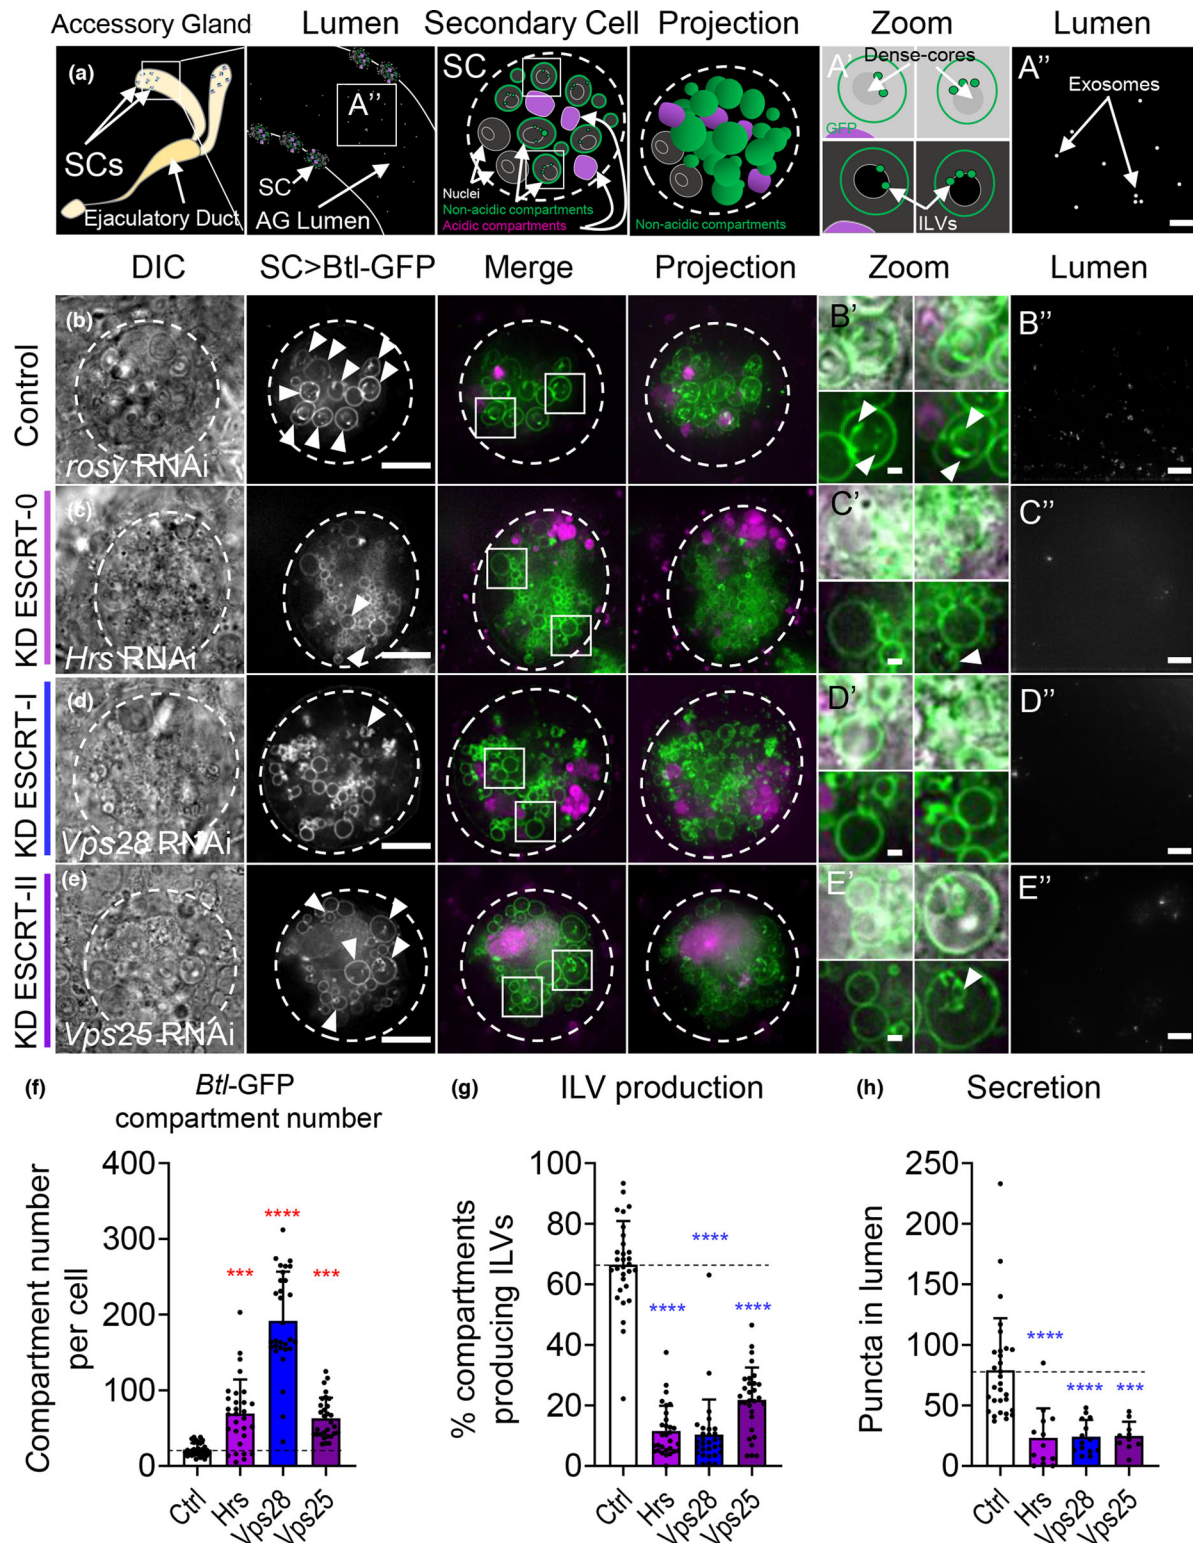 Accessory Gland Lumen Secondary Cell Projection Zoom Lumen
(a)
SCs
Ejaculatory Duct
A’’
SC
AG Lumen
SC
Nuclei
Non-acidic compartments
Acidic compartments
Non-acidic compartments
A’
Dense-cores
GFP
ILVs
A’’
Exosomes
DIC SC>Btl-GFP Merge Projection Zoom Lumen
Control
(b)
rosy RNAi
B’
B’’
KD ESCRT-0
(c)
Hrs RNAi
C’
C’’
KD ESCRT-I
(d)
Vps28 RNAi
D’
D’’
KD ESCRT-II
(e)
Vps25 RNAi
E’
E’’
(f)
Btl-GFP
compartment number
Compartment number
per cell
400
300
200
100
0
***
****
***
Ctrl
Hrs
Vps28
Vps25
(g)
ILV production
% compartments
producing ILVs
100
80
60
40
20
0
****
****
****
Ctrl
Hrs
Vps28
Vps25
(h)
Secretion
Puncta in lumen
250
200
150
100
50
0
****
****
***
Ctrl
Hrs
Vps28
Vps25